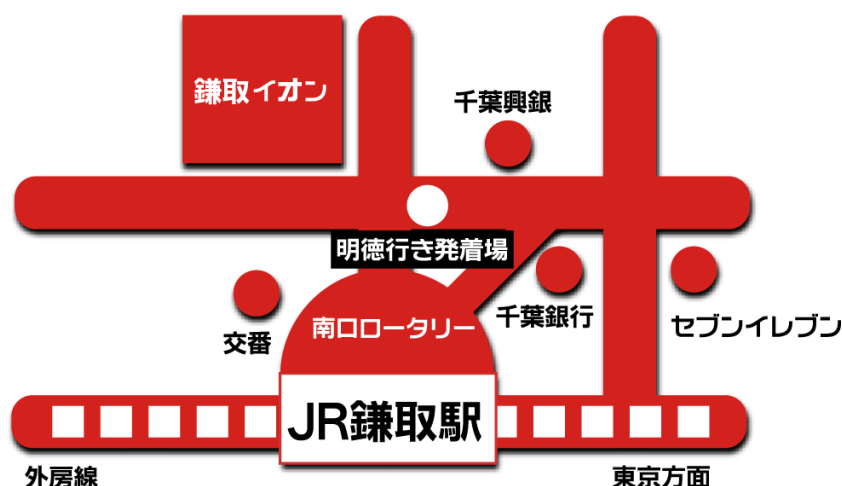 鎌取イオン
千葉興銀
明徳行き発着場
南口ロータリー
千葉銀行
交番
セブンイレブン
JR鎌取駅
外房線
東京方面